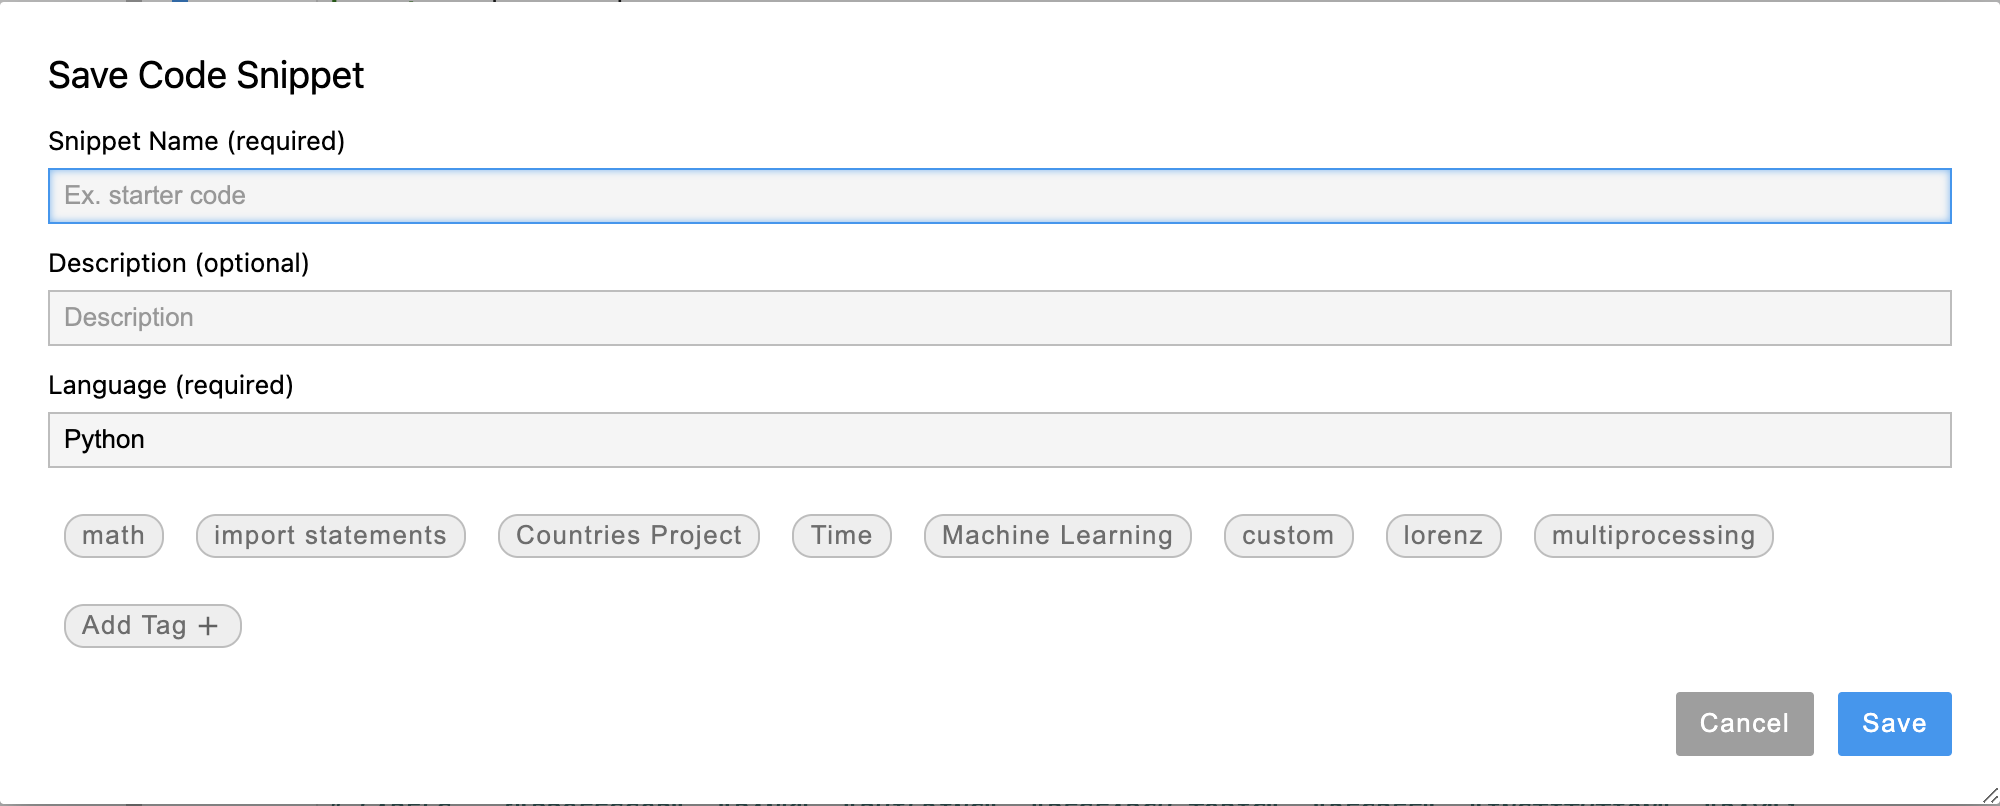 Save Code Snippet
Snippet Name (required)
Ex. starter code
Description (optional)
Description
Language (required)
Python
math import statements Countries Project Time Machine Learning custom lorenz multiprocessing
Add Tag +
Cancel Save